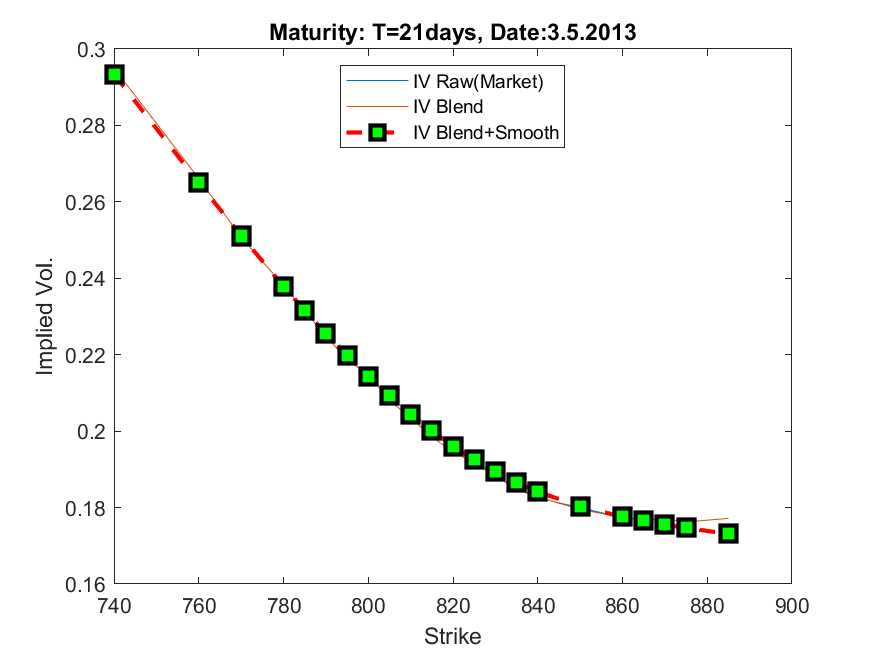 Maturity: T=21days, Date:3.5.2013
IV Raw(Market)
IV Blend
IV Blend+Smooth
Implied Vol.
0.3
0.28
0.26
0.24
0.22
0.2
0.18
0.16
740 760 780 800 820 840 860 880 900
Strike